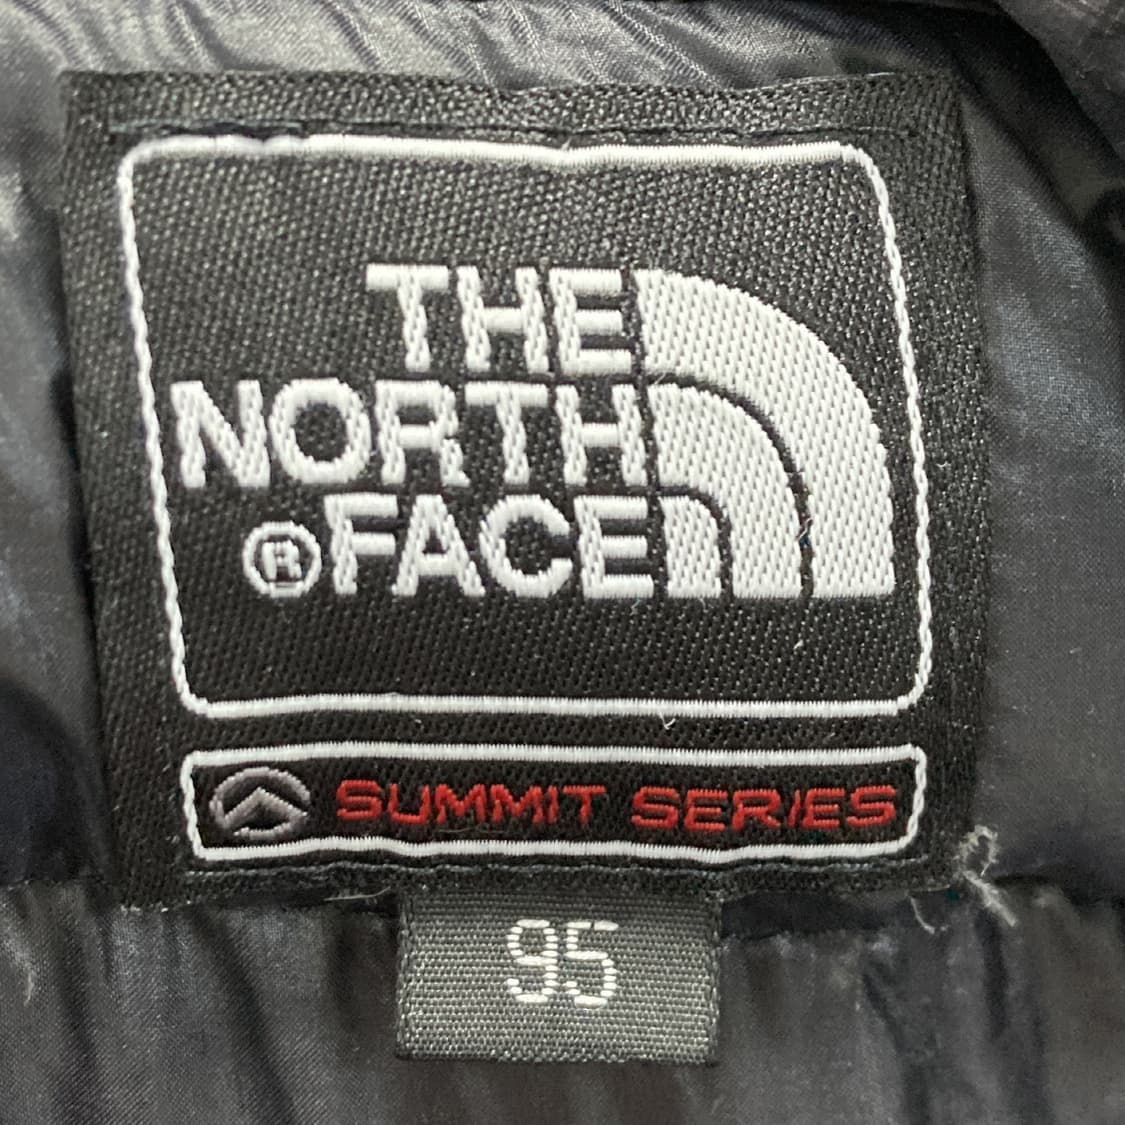 THE
NORTH
® FACE
SUMMIT SERIES
95